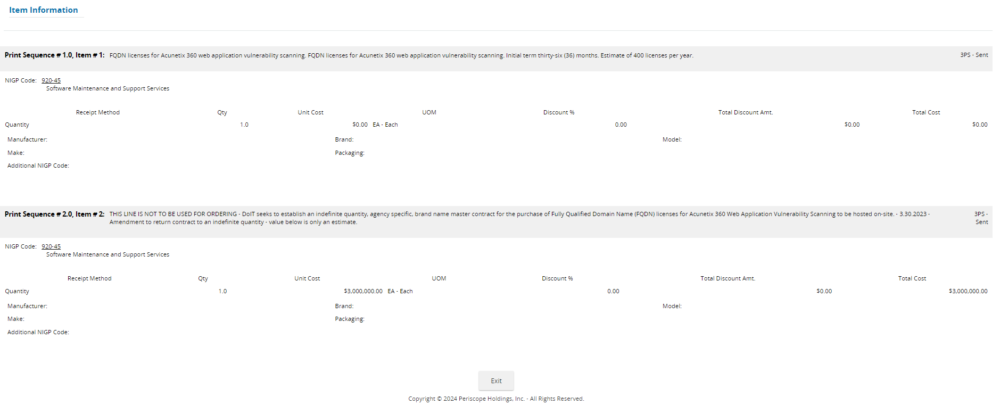 Item Information
Print Sequence # 1.0, Item # 1: FQDN licenses for Acunetix 360 web application vulnerability scanning. FQDN licenses for Acunetix 360 web application vulnerability scanning. Initial term thirty-six (36) months. Estimate of 400 licenses per year. 3PS - Sent
NIGP Code: 920-45
Software Maintenance and Support Services
Receipt Method Qty Unit Cost UOM Discount % Total Discount Amt. Total Cost
Quantity 1.0 $0.00 EA - Each 0.00 $0.00 $0.00
Manufacturer: Brand: Model:
Make: Packaging:
Additional NIGP Code:
Print Sequence # 2.0, Item # 2: THIS LINE IS NOT TO BE USED FOR ORDERING - DoIT seeks to establish an indefinite quantity, agency specific, brand name master contract for the purchase of Fully Qualified Domain Name (FQDN) licenses for Acunetix 360 Web Application Vulnerability Scanning to be hosted on-site. - 3.30.2023 - 3PS -
Amendment to return contract to an indefinite quantity - value below is only an estimate. Sent
NIGP Code: 920-45
Software Maintenance and Support Services
Receipt Method Qty Unit Cost UOM Discount % Total Discount Amt. Total Cost
Quantity 1.0 $3,000,000.00 EA - Each 0.00 $0.00 $3,000,000.00
Manufacturer: Brand: Model:
Make: Packaging:
Additional NIGP Code:
Exit
Copyright © 2024 Periscope Holdings, Inc. - All Rights Reserved.